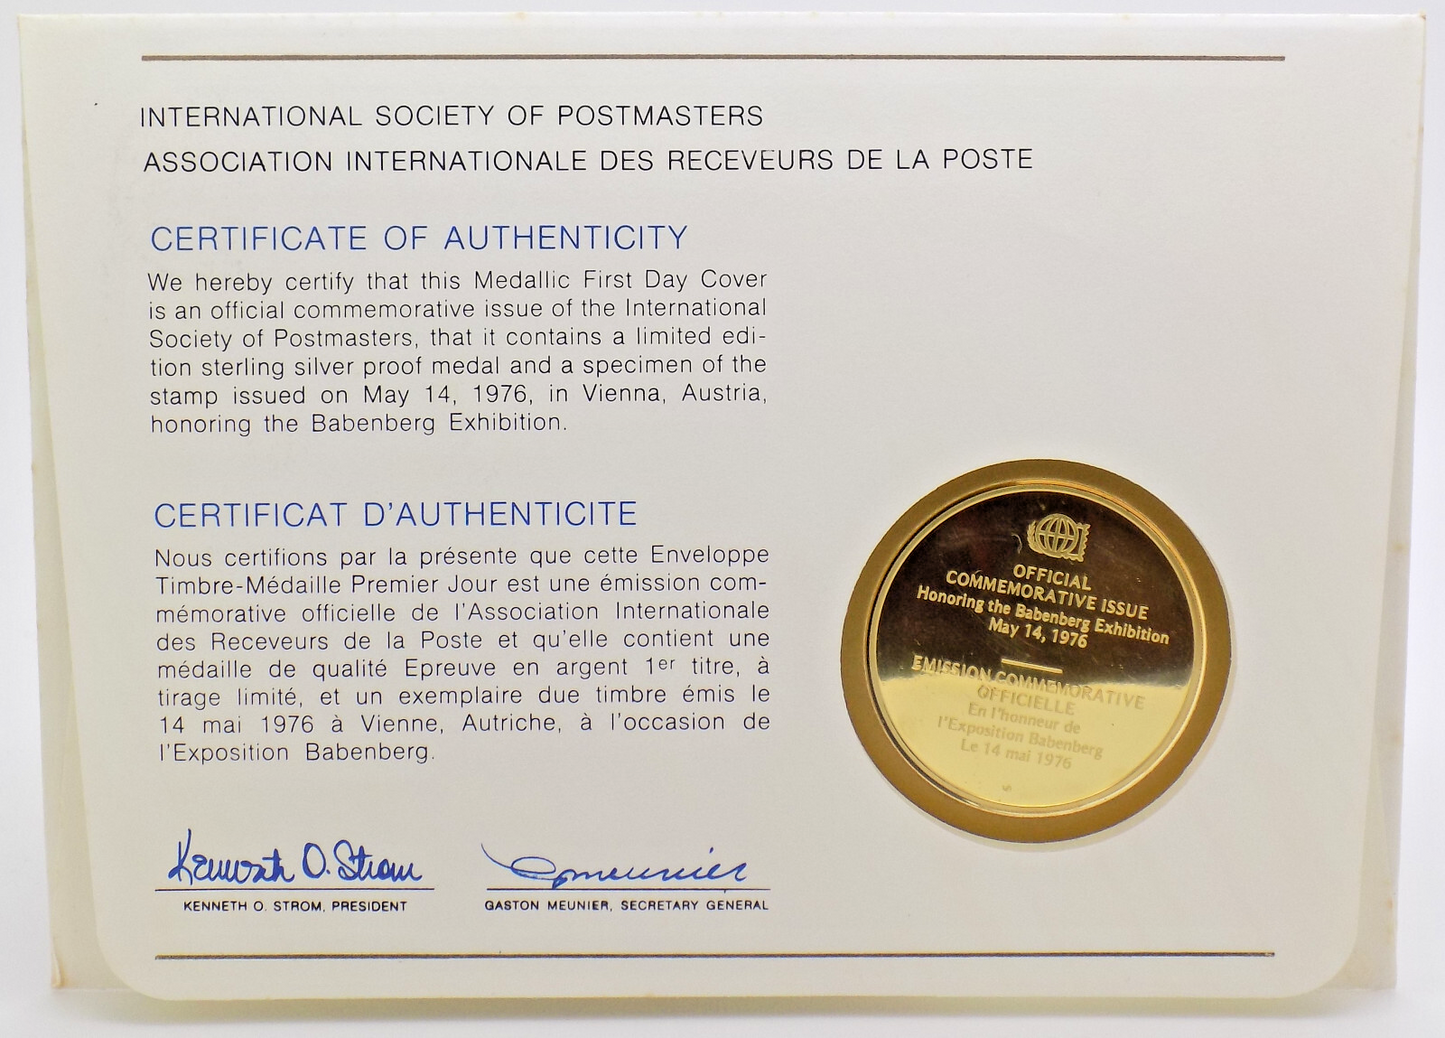 INTERNATIONAL SOCIETY OF POSTMASTERS
ASSOCIATION INTERNATIONALE DES RECEVEURS DE LA POSTE
CERTIFICATE OF AUTHENTICITY
We hereby certify that this Medallic First Day Cover
is an official commemorative issue of the International
Society of Postmasters, that it contains a limited edi-
tion sterling silver proof medal and a specimen of the
stamp issued on May 14, 1976, in Vienna, Austria,
honoring the Babenberg Exhibition.
CERTIFICAT D'AUTHENTICITE
Nous certifions par la présente que cette Enveloppe
Timbre-Médaille Premier Jour est une émission com-
mémorative officielle de l'Association Internationale
des Receveurs de la Poste et qu'elle contient une
médaille de qualité Epreuve en argent 1er titre, à
tirage limité, et un exemplaire due timbre émis le
14 mai 1976 à Vienne, Autriche, à l'occasion de
l'Exposition Babenberg.
Kenneth O. Strom
KENNETH O. STROM, PRESIDENT
GMeunier
GASTON MEUNIER, SECRETARY GENERAL
OFFICIAL
COMMEMORATIVE ISSUE
Honoring the Babenberg Exhibition
May 14, 1976
EMISSION COMMEMORATIVE
OFFICIELLE
En l'honneur de
l'Exposition Babenberg
Le 14 mai 1976